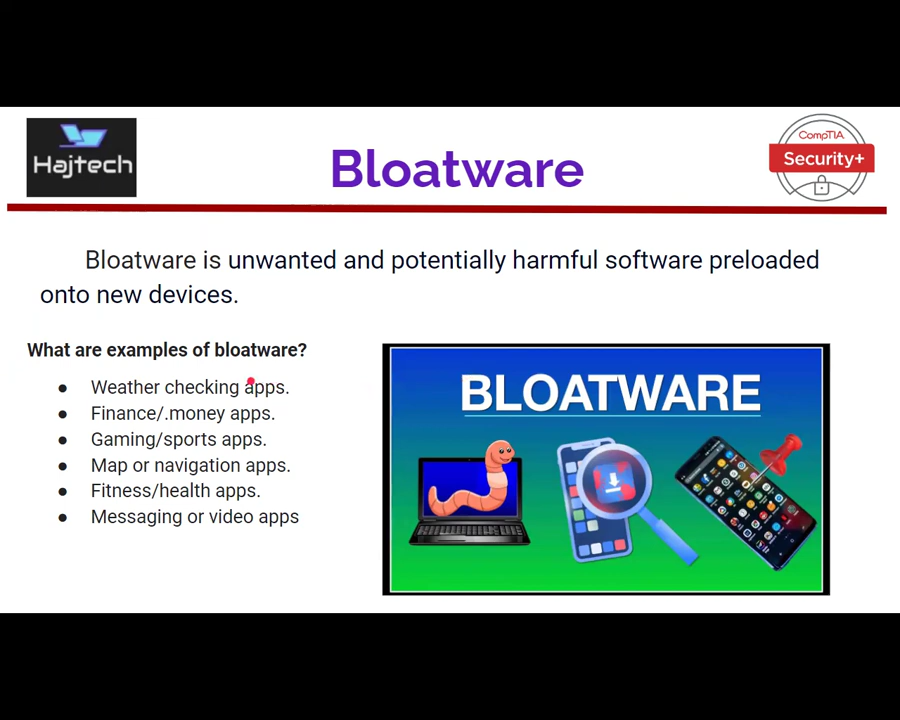 Hajtech
Bloatware
CompTIA
Security+
Bloatware is unwanted and potentially harmful software preloaded
onto new devices.
What are examples of bloatware?
● Weather checking apps.
● Finance/.money apps.
● Gaming/sports apps.
● Map or navigation apps.
● Fitness/health apps.
● Messaging or video apps
BLOATWARE